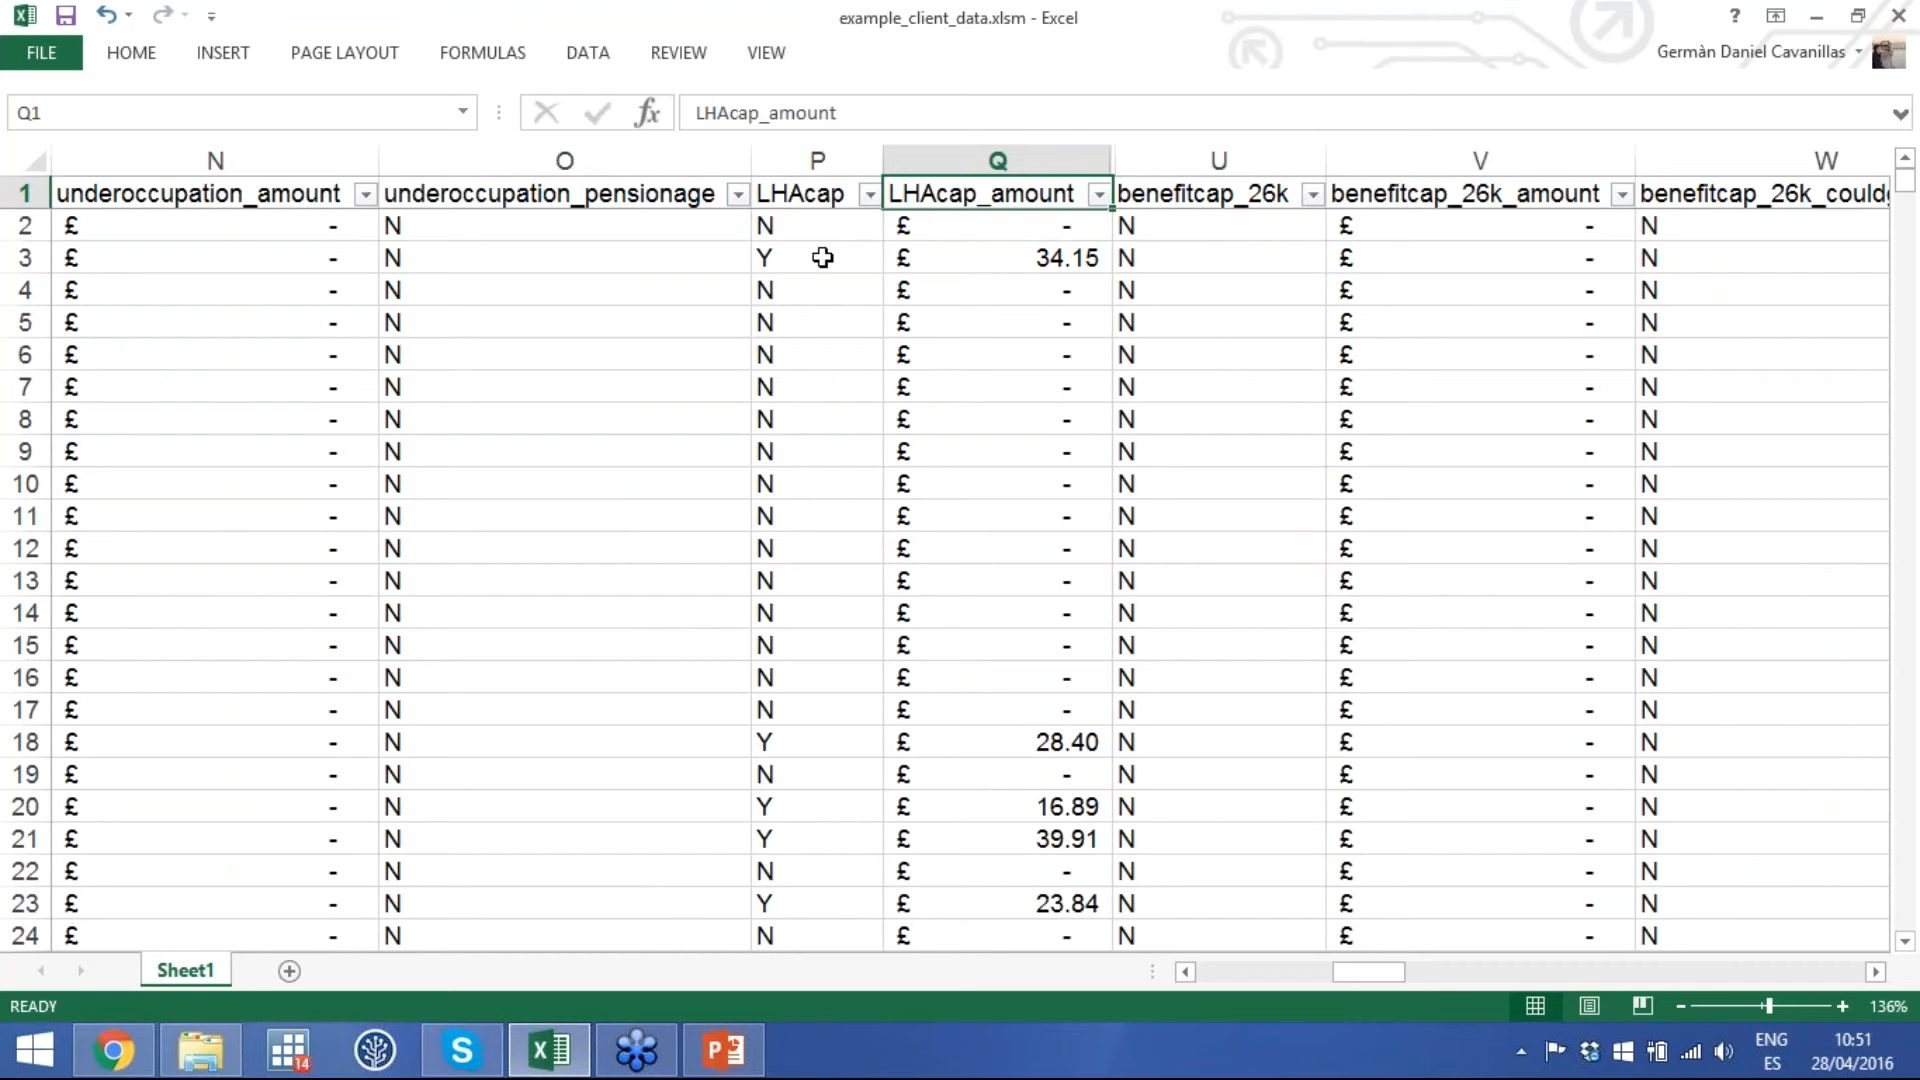 example_client_data.xlsm - Excel
?
FILE HOME INSERT PAGE LAYOUT FORMULAS DATA REVIEW VIEW
Germàn Daniel Cavanillas
Q1 fx LHAcap_amount
N O P Q U V W
1 underoccupation_amount underoccupation_pensionage LHAcap LHAcap_amount benefitcap_26k benefitcap_26k_amount benefitcap_26k_could
2 £ - N N £ - N £ - N
3 £ - N Y £ 34.15 N £ - N
4 £ - N N £ - N £ - N
5 £ - N N £ - N £ - N
6 £ - N N £ - N £ - N
7 £ - N N £ - N £ - N
8 £ - N N £ - N £ - N
9 £ - N N £ - N £ - N
10 £ - N N £ - N £ - N
11 £ - N N £ - N £ - N
12 £ - N N £ - N £ - N
13 £ - N N £ - N £ - N
14 £ - N N £ - N £ - N
15 £ - N N £ - N £ - N
16 £ - N N £ - N £ - N
17 £ - N N £ - N £ - N
18 £ - N Y £ 28.40 N £ - N
19 £ - N N £ - N £ - N
20 £ - N Y £ 16.89 N £ - N
21 £ - N Y £ 39.91 N £ - N
22 £ - N N £ - N £ - N
23 £ - N Y £ 23.84 N £ - N
24 £ - N N £ - N £ - N
Sheet1
READY 136%
14
ENG 10:51
ES 28/04/2016